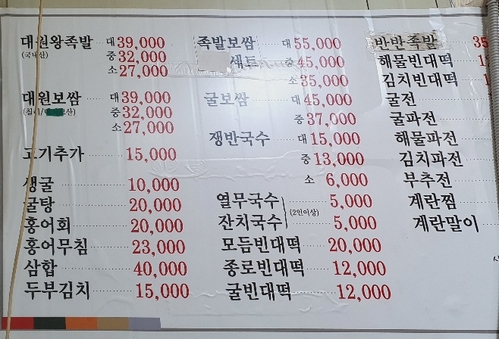 대원왕족발 대 39,000
(국내산) 중 32,000
소 27,000
대원보쌈 대 39,000
중 32,000
소 27,000
고기추가 15,000
생굴 10,000
굴탕 20,000
홍어회 20,000
홍어무침 23,000
삼합 40,000
두부김치 15,000
족발보쌈 대 55,000
세트 중 45,000
소 35,000
굴보쌈 대 45,000
중 37,000
쟁반국수 대 15,000
중 13,000
소 6,000
열무국수 5,000
(2인이상)
잔치국수 5,000
모듬빈대떡 20,000
종로빈대떡 12,000
굴빈대떡 12,000
반반족발 35
해물빈대떡 1
김치빈대떡 1
굴전
굴파전
해물파전
김치파전
부추전
계란찜
계란말이